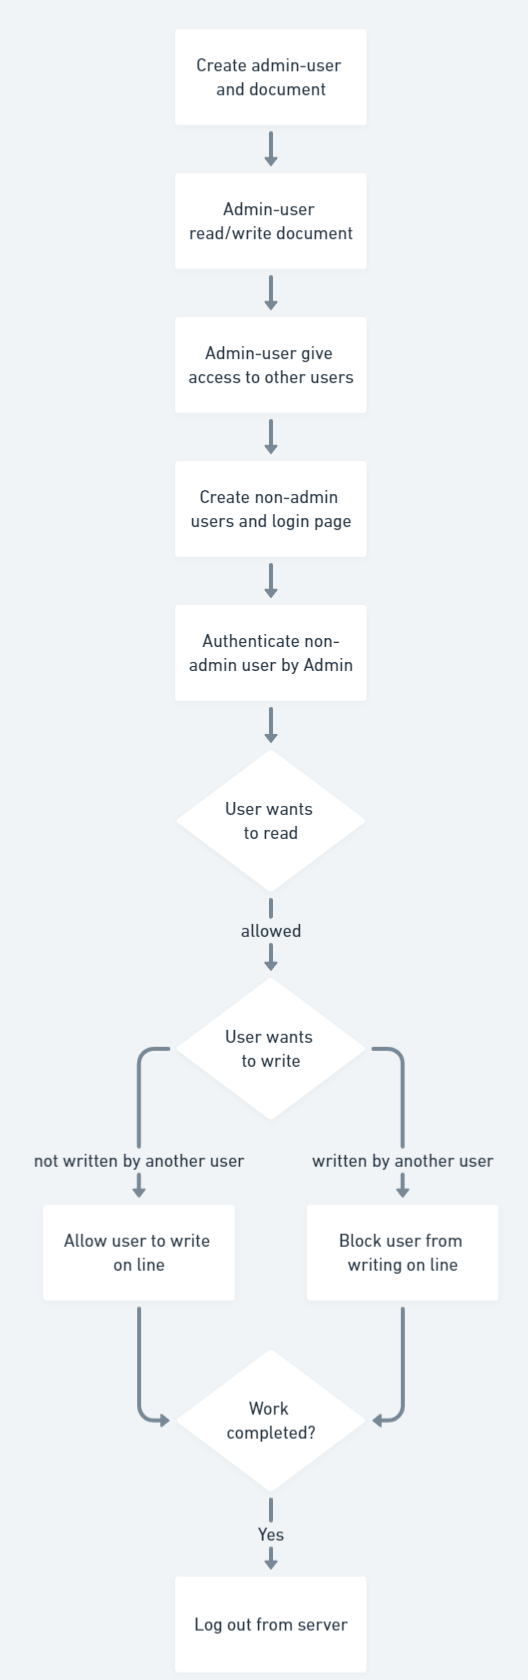 Create admin-user
and document
Admin-user
read/write document
Admin-user give
access to other users
Create non-admin
users and login page
Authenticate non-
admin user by Admin
User wants
to read
allowed
User wants
to write
not written by another user
written by another user
Allow user to write
on line
Block user from
writing on line
Work
completed?
Yes
Log out from server